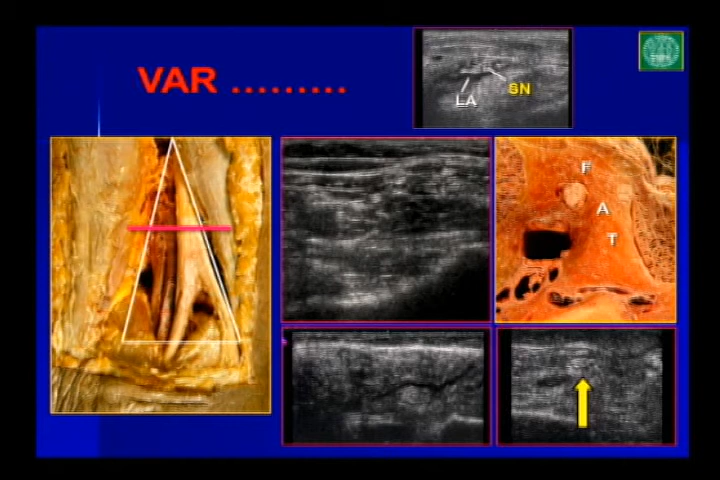 VAR .........
LA
SN
F
A
T